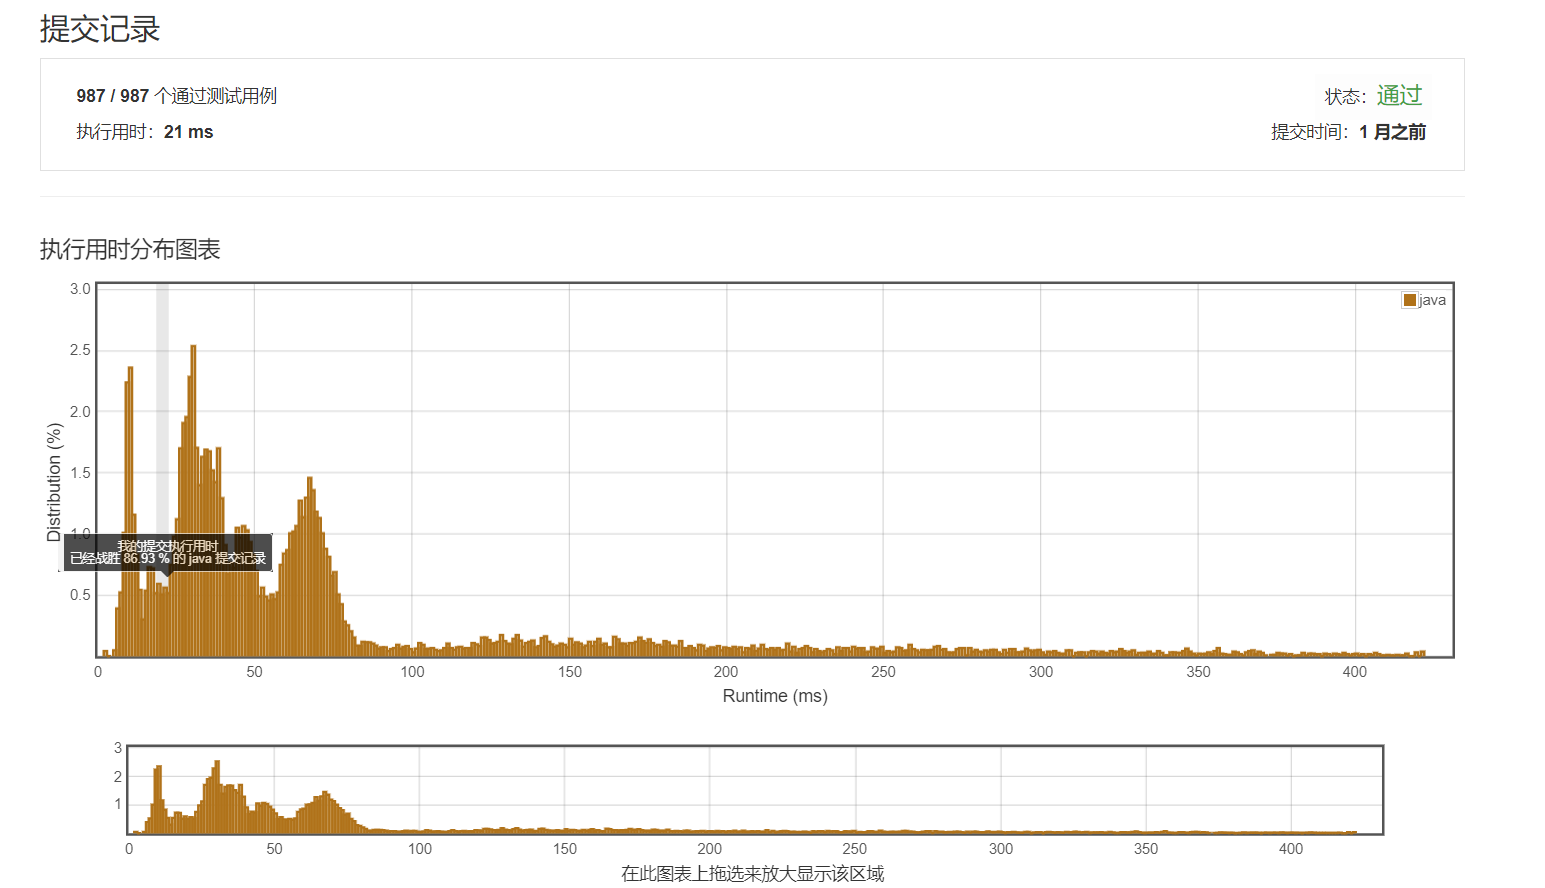 提交记录
987 / 987 个通过测试用例
状态：通过
执行用时：21 ms
提交时间：1 月之前
执行用时分布图表
3.0
java
2.5
2.0
1.5
1.0
0.5
Distribution (%)
我的提交执行用时
已经战胜 86.93 % 的 java 提交记录
0 50 100 150 200 250 300 350 400
Runtime (ms)
3
2
1
0 50 100 150 200 250 300 350 400
在此图表上拖选来放大显示该区域